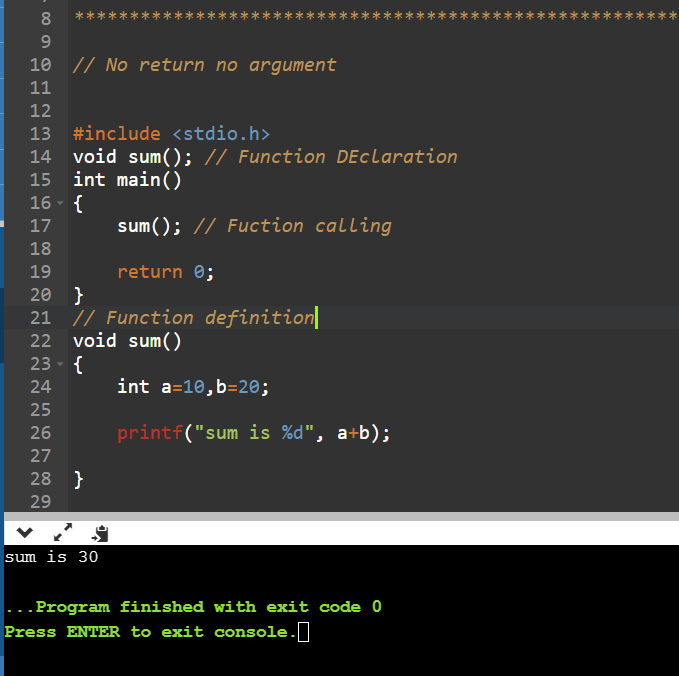 8 *******************************************************
9
10 // No return no argument
11
12
13 #include <stdio.h>
14 void sum(); // Function DEclaration
15 int main()
16 {
17 sum(); // Fuction calling
18
19 return 0;
20 }
21 // Function definition
22 void sum()
23 {
24 int a=10,b=20;
25
26 printf("sum is %d", a+b);
27
28 }
29
sum is 30
...Program finished with exit code 0
Press ENTER to exit console.